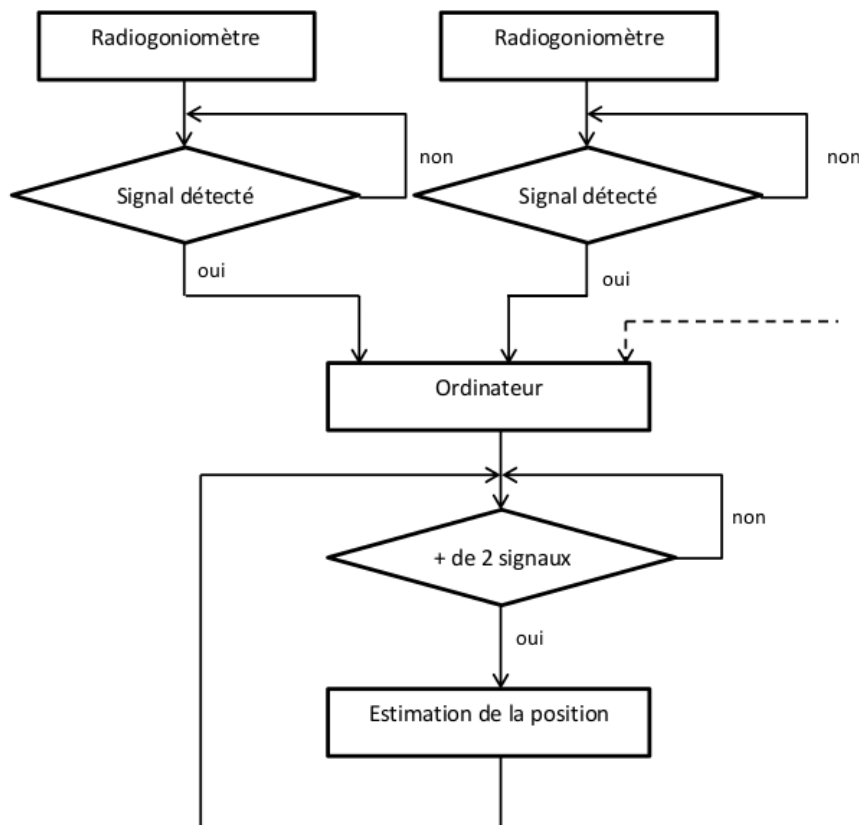 Radiogoniomètre
Radiogoniomètre
non
non
Signal détecté
Signal détecté
oui
oui
Ordinateur
non
+ de 2 signaux
oui
Estimation de la position